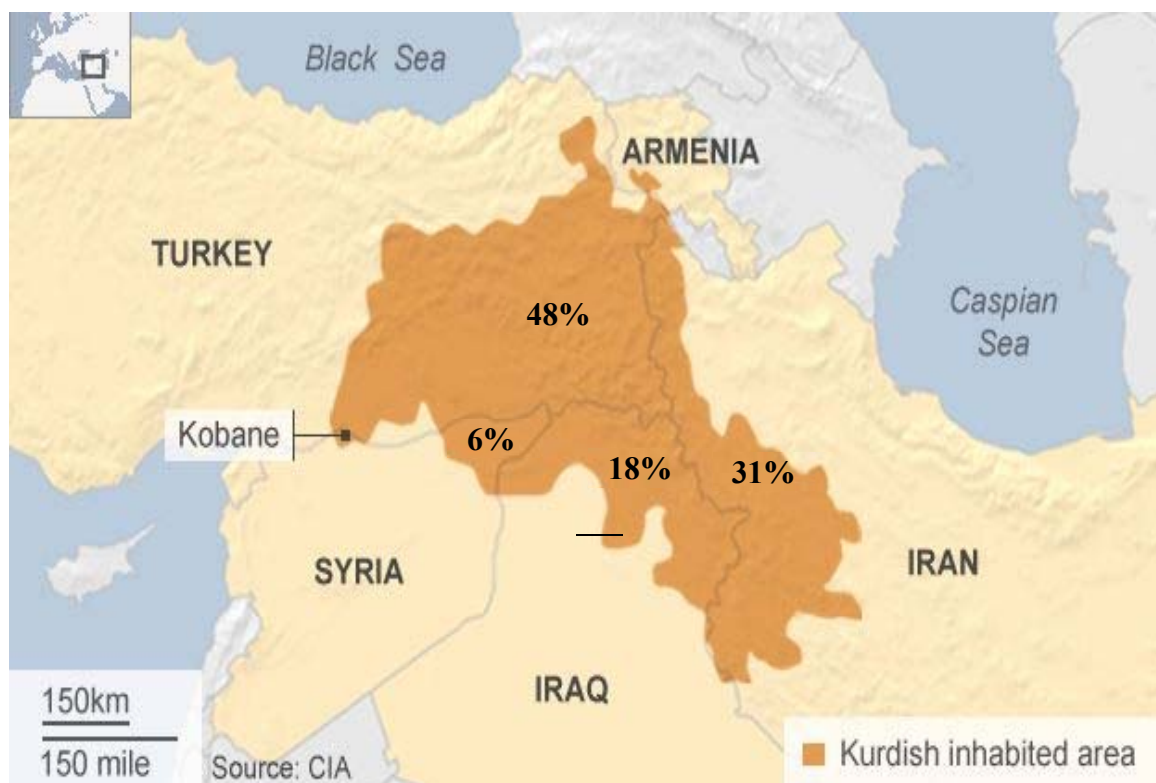 Black Sea
ARMENIA
TURKEY
48%
Caspian
Sea
Kobane
6%
18%
31%
SYRIA
IRAN
IRAQ
150km
150 mile
Source: CIA
Kurdish inhabited area